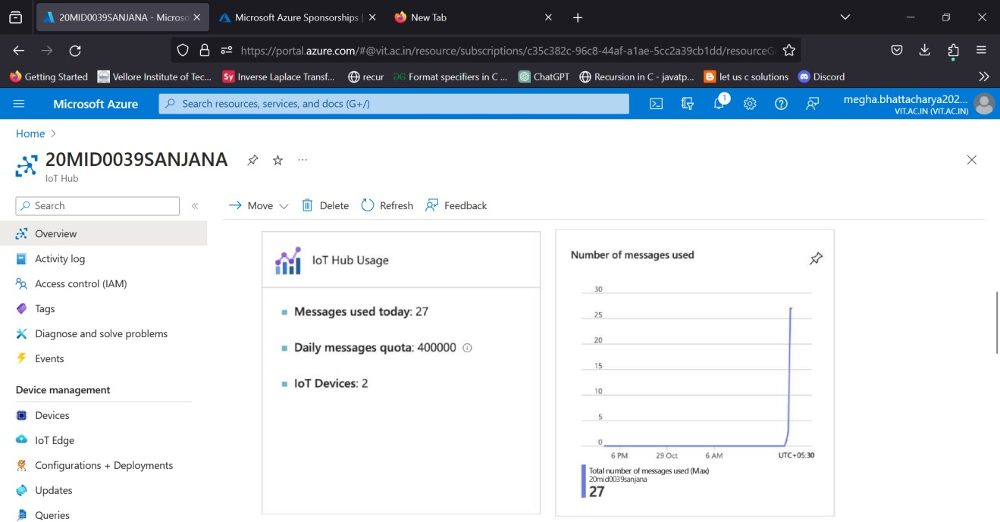 20MID0039SANJANA - Microso
Microsoft Azure Sponsorships |
New Tab
https://portal.azure.com/#@vit.ac.in/resource/subscriptions/c35c382c-96c8-44af-a1ae-5cc2a39cb1dd/resourceG
Getting Started
Vellore Institute of Tec...
Sy Inverse Laplace Transf...
recur
Format specifiers in C ...
ChatGPT
Recursion in C - javatp...
let us c solutions
Discord
Microsoft Azure
Search resources, services, and docs (G+/)
1
megha.bhattacharya202...
VIT.AC.IN (VIT.AC.IN)
Home
20MID0039SANJANA
IoT Hub
Search
Move
Delete
Refresh
Feedback
Overview
Activity log
Access control (IAM)
Tags
Diagnose and solve problems
Events
Device management
Devices
IoT Edge
Configurations + Deployments
Updates
Queries
IoT Hub Usage
Messages used today: 27
Daily messages quota: 400000
IoT Devices: 2
Number of messages used
30
25
20
15
10
5
0
6 PM 29 Oct 6 AM UTC+05:30
Total number of messages used (Max)
20mid0039sanjana
27